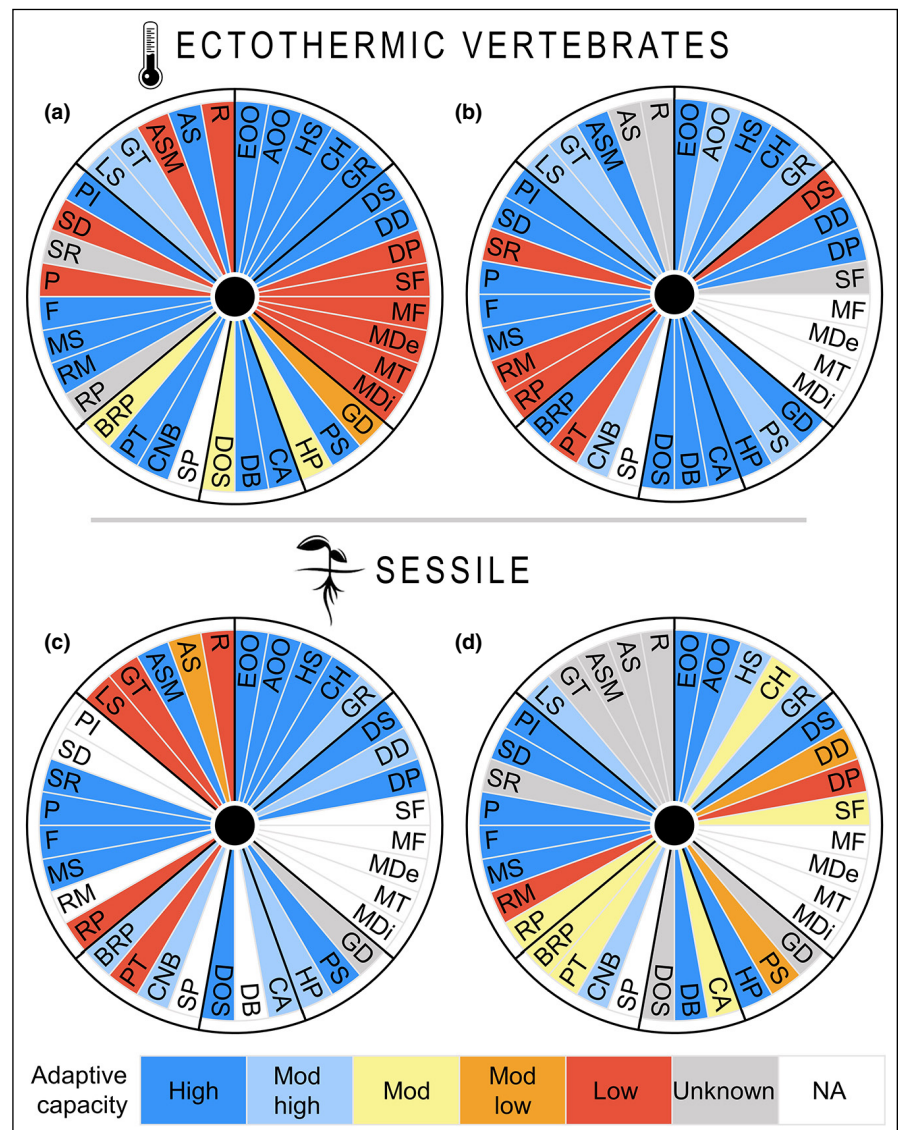 ECTOTHERMIC VERTEBRATES
(a)
EOO
AOO
HS
CH
GR
DS
DD
DP
SF
MF
MDe
MT
MDi
GD
PS
HP
CA
DB
DOS
SP
CNB
PT
BRP
RP
RM
MS
F
P
SR
SD
PI
LS
GT
ASM
AS
R
(b)
EOO
AOO
HS
CH
GR
DS
DD
DP
SF
MF
MDe
MT
MDi
GD
PS
HP
CA
DB
DOS
SP
CNB
PT
BRP
RP
RM
MS
F
P
SR
SD
PI
LS
GT
ASM
AS
R
SESSILE
(c)
EOO
AOO
HS
CH
GR
DS
DD
DP
SF
MF
MDe
MT
MDi
GD
PS
HP
CA
DB
DOS
SP
CNB
PT
BRP
RP
RM
MS
F
P
SR
SD
PI
LS
GT
ASM
AS
R
(d)
EOO
AOO
HS
CH
GR
DS
DD
DP
SF
MF
MDe
MT
MDi
GD
PS
HP
CA
DB
DOS
SP
CNB
PT
BRP
RP
RM
MS
F
P
SR
SD
PI
LS
GT
ASM
AS
R
Adaptive
capacity
High
Mod
high
Mod
Mod
low
Low
Unknown
NA